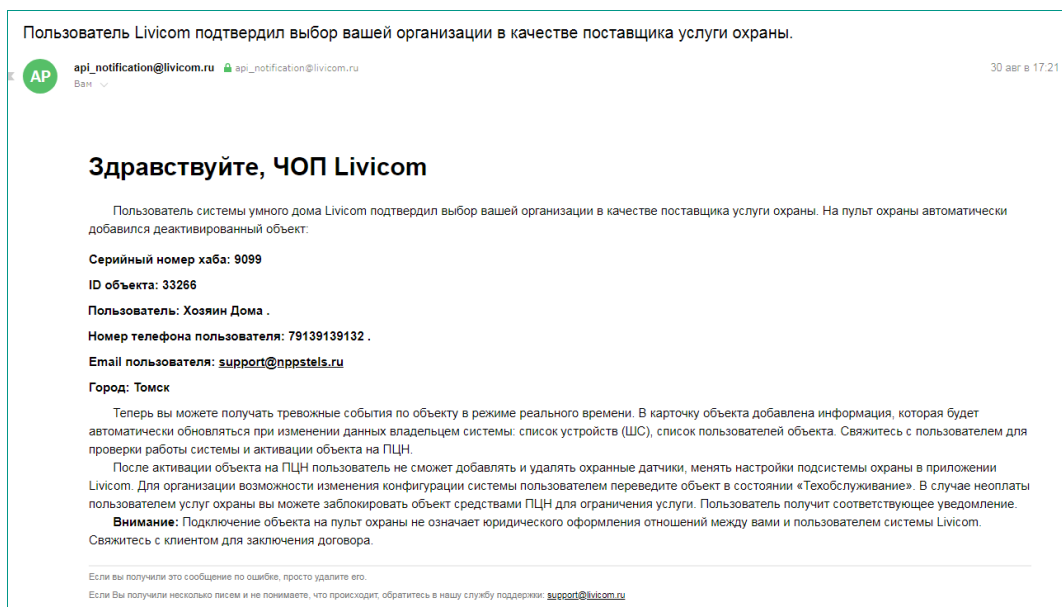 Пользователь Livicom подтвердил выбор вашей организации в качестве поставщика услуги охраны.
AP
api_notification@livicom.ru api_notification@livicom.ru
30 авг в 17:21
Вам
Здравствуйте, ЧОП Livicom
Пользователь системы умного дома Livicom подтвердил выбор вашей организации в качестве поставщика услуги охраны. На пульт охраны автоматически
добавился деактивированный объект:
Серийный номер хаба: 9099
ID объекта: 33266
Пользователь: Хозяин Дома .
Номер телефона пользователя: 79139139132 .
Email пользователя: support@nppstels.ru
Город: Томск
Теперь вы можете получать тревожные события по объекту в режиме реального времени. В карточку объекта добавлена информация, которая будет
автоматически обновляться при изменении данных владельцем системы: список устройств (ШС), список пользователей объекта. Свяжитесь с пользователем для
проверки работы системы и активации объекта на ПЦН.
После активации объекта на ПЦН пользователь не сможет добавлять и удалять охранные датчики, менять настройки подсистемы охраны в приложении
Livicom. Для организации возможности изменения конфигурации системы пользователем переведите объект в состоянии «Техобслуживание». В случае неоплаты
пользователем услуг охраны вы можете заблокировать объект средствами ПЦН для ограничения услуги. Пользователь получит соответствующее уведомление.
Внимание: Подключение объекта на пульт охраны не означает юридического оформления отношений между вами и пользователем системы Livicom.
Свяжитесь с клиентом для заключения договора.
Если вы получили это сообщение по ошибке, просто удалите его.
Если Вы получили несколько писем и не понимаете, что происходит, обратитесь в нашу службу поддержки: support@livicom.ru